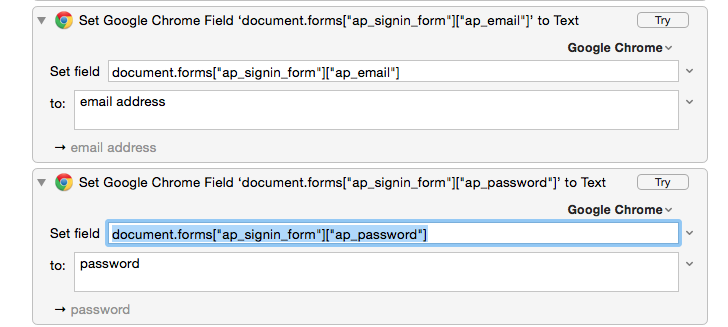 Set Google Chrome Field ‘document.forms["ap_signin_form"]["ap_email"]’ to Text
Try
Google Chrome
Set field document.forms["ap_signin_form"]["ap_email"]
to: email address
→ email address
Set Google Chrome Field ‘document.forms["ap_signin_form"]["ap_password"]’ to Text
Try
Google Chrome
Set field document.forms["ap_signin_form"]["ap_password"]
to: password
→ password